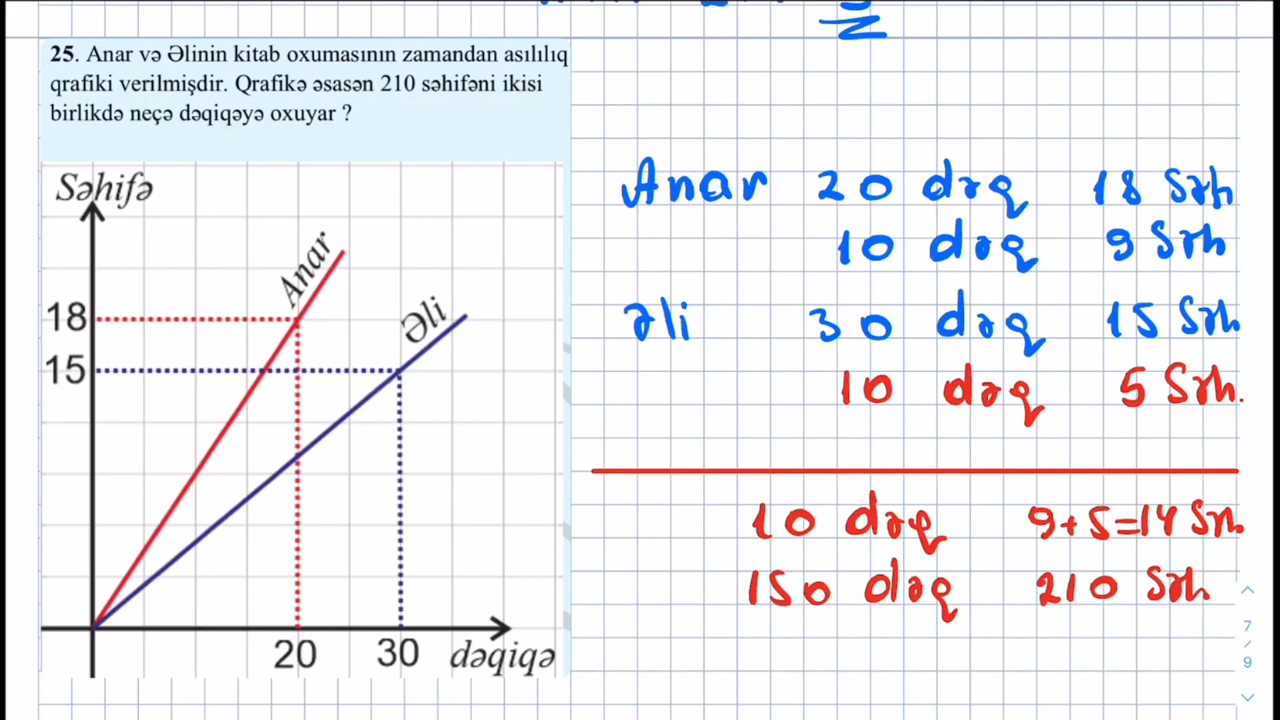 25. Anar və Əlinin kitab oxumasının zamandan asılılıq
qrafiki verilmişdir. Qrafikə əsasən 210 səhifəni ikisi
birlikdə neçə dəqiqəyə oxuyar ?
Səhifə
Anar
Əli
18
15
20 30 dəqiqə
Anar 20 dəq 18 Səh
10 dəq 9 Səh
Əli 30 dəq 15 Səh
10 dəq 5 Səh.
10 dəq 9+5=14 Səh
150 dəq 210 Səh
7
/
9